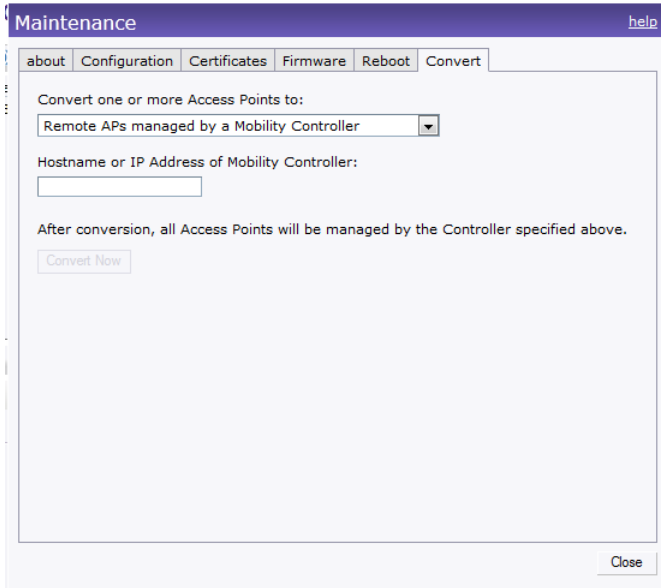 Maintenance help
about Configuration Certificates Firmware Reboot Convert
Convert one or more Access Points to:
Remote APs managed by a Mobility Controller
Hostname or IP Address of Mobility Controller:
After conversion, all Access Points will be managed by the Controller specified above.
Convert Now
Close